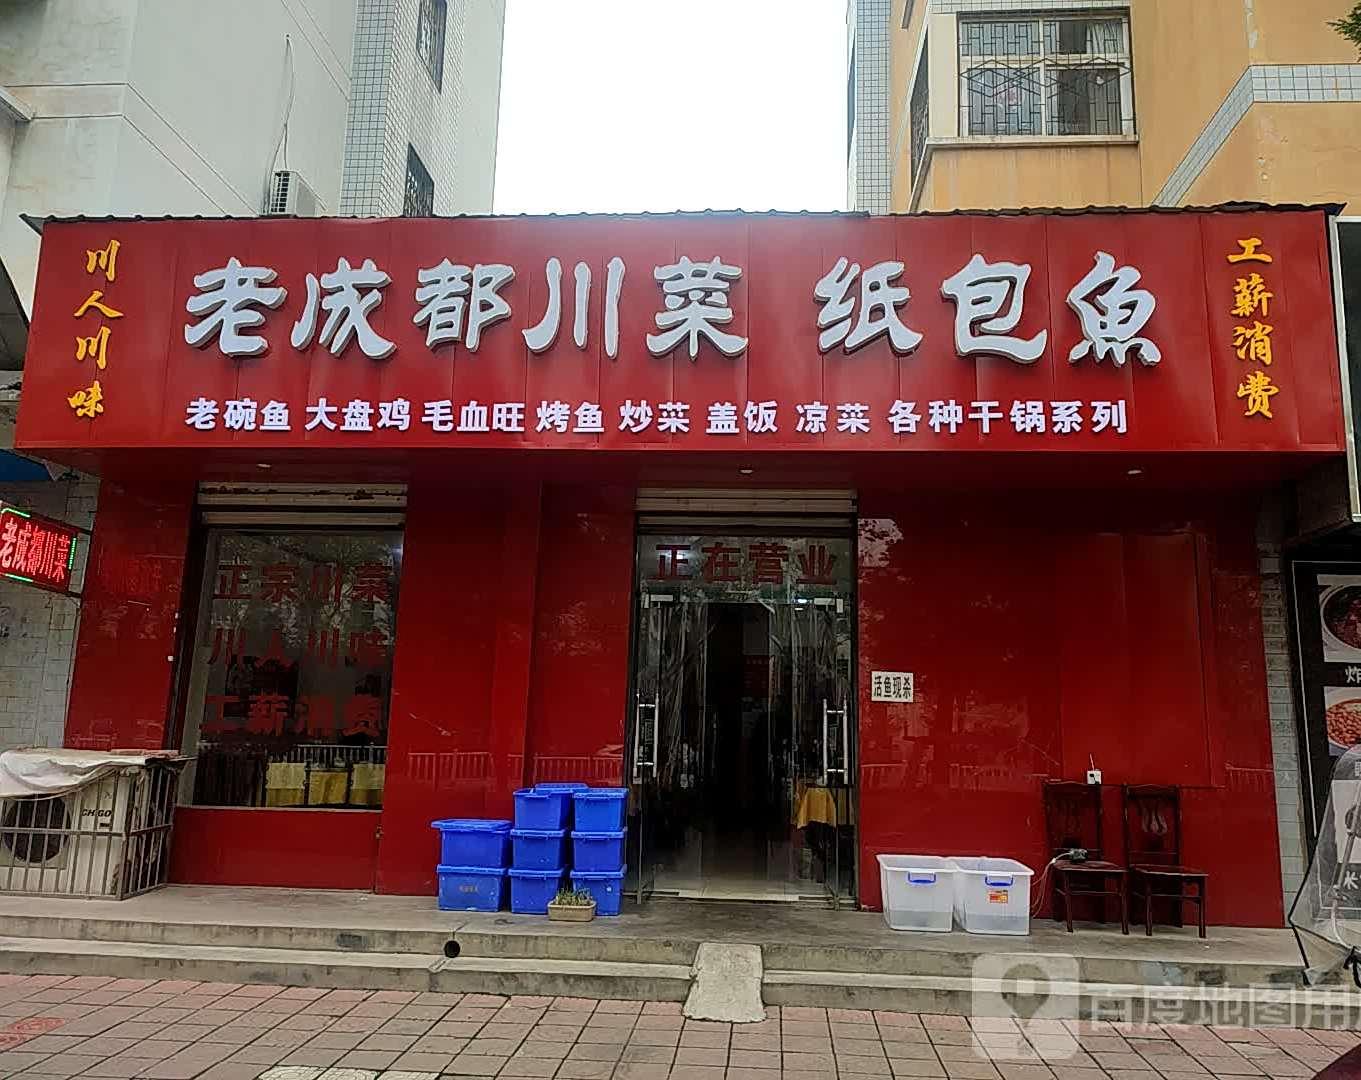 川人川味
老成都川菜 纸包魚
工薪消费
老碗鱼 大盘鸡 毛血旺 烤鱼 炒菜 盖饭 凉菜 各种干锅系列
老成都川菜
正宗川菜
川人川味
工薪消费
正在营业
活鱼现杀
CHIGO
百度地图用